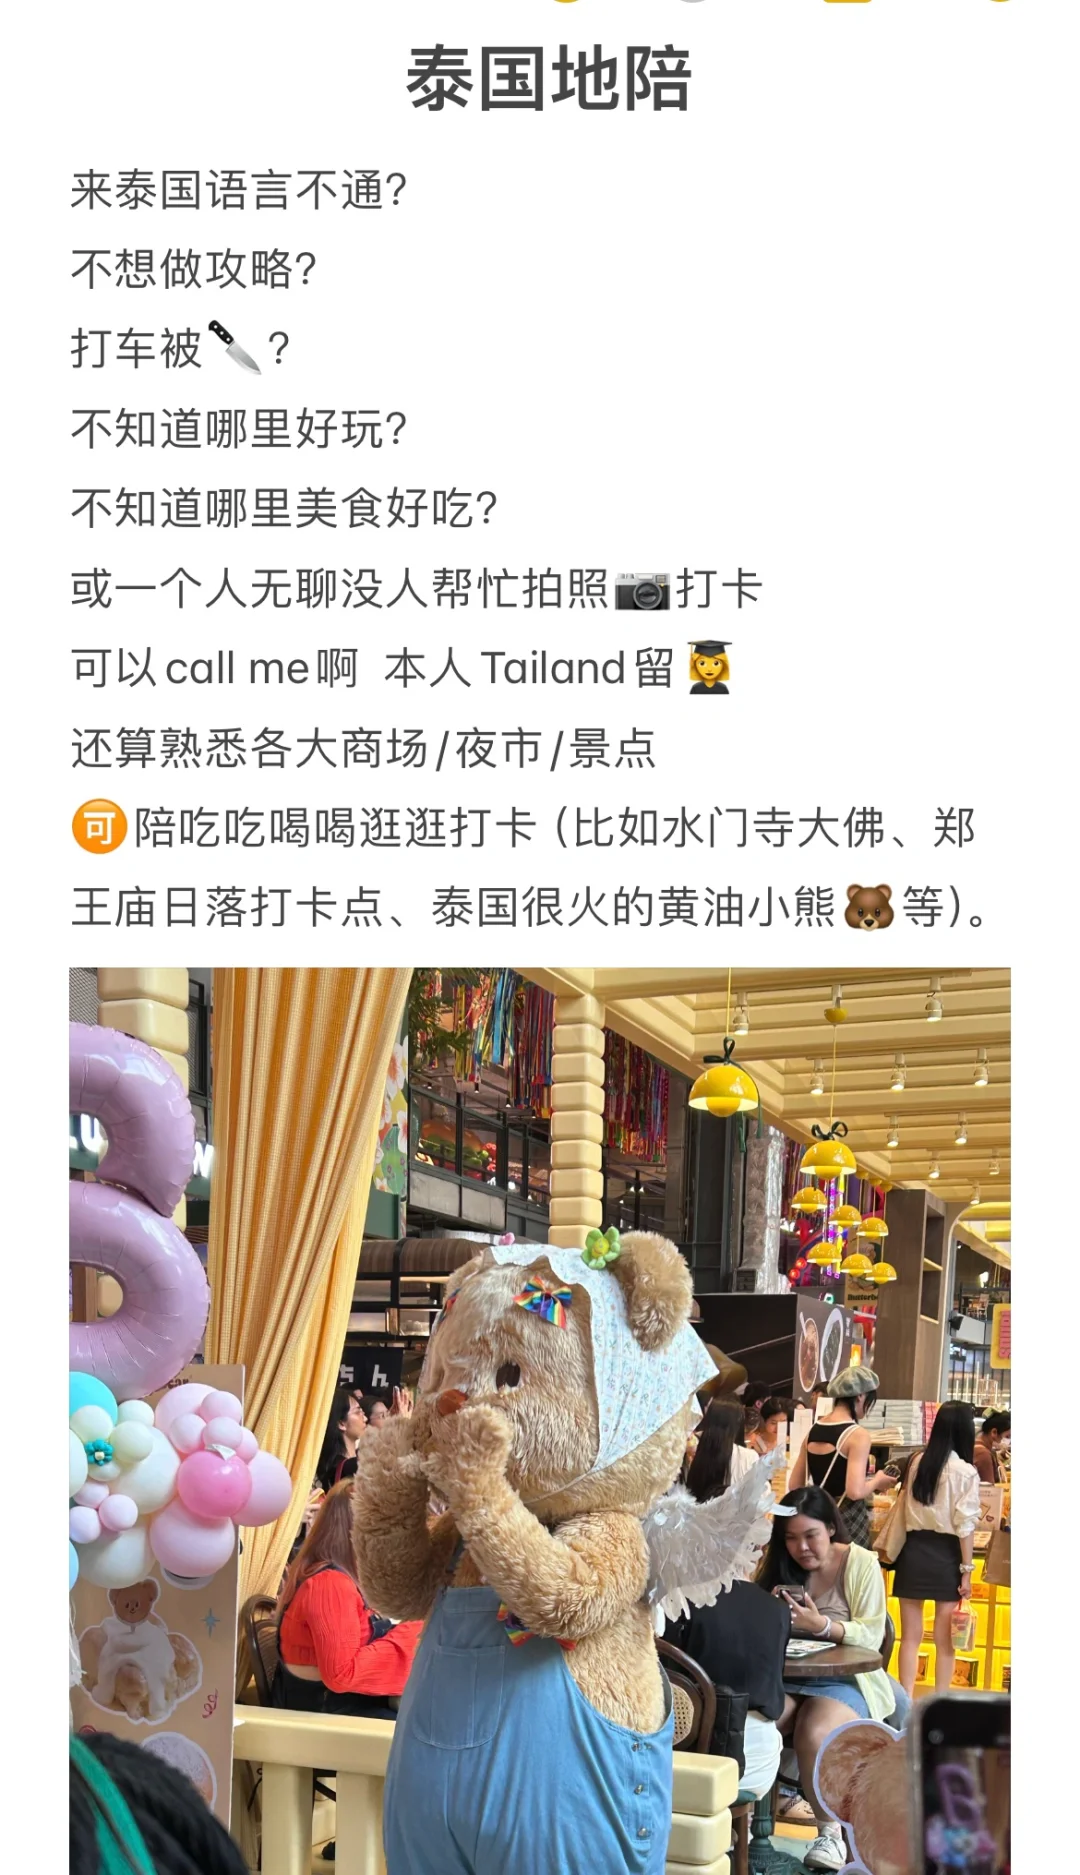 泰国地陪
来泰国语言不通?
不想做攻略?
打车被🔪?
不知道哪里好玩?
不知道哪里美食好吃?
或一个人无聊没人帮忙拍照📷打卡
可以call me啊 本人Tailand留👩‍🎓
还算熟悉各大商场/夜市/景点
🉑陪吃吃喝喝逛逛打卡（比如水门寺大佛、郑
王庙日落打卡点、泰国很火的黄油小熊🐻等）。
ちん